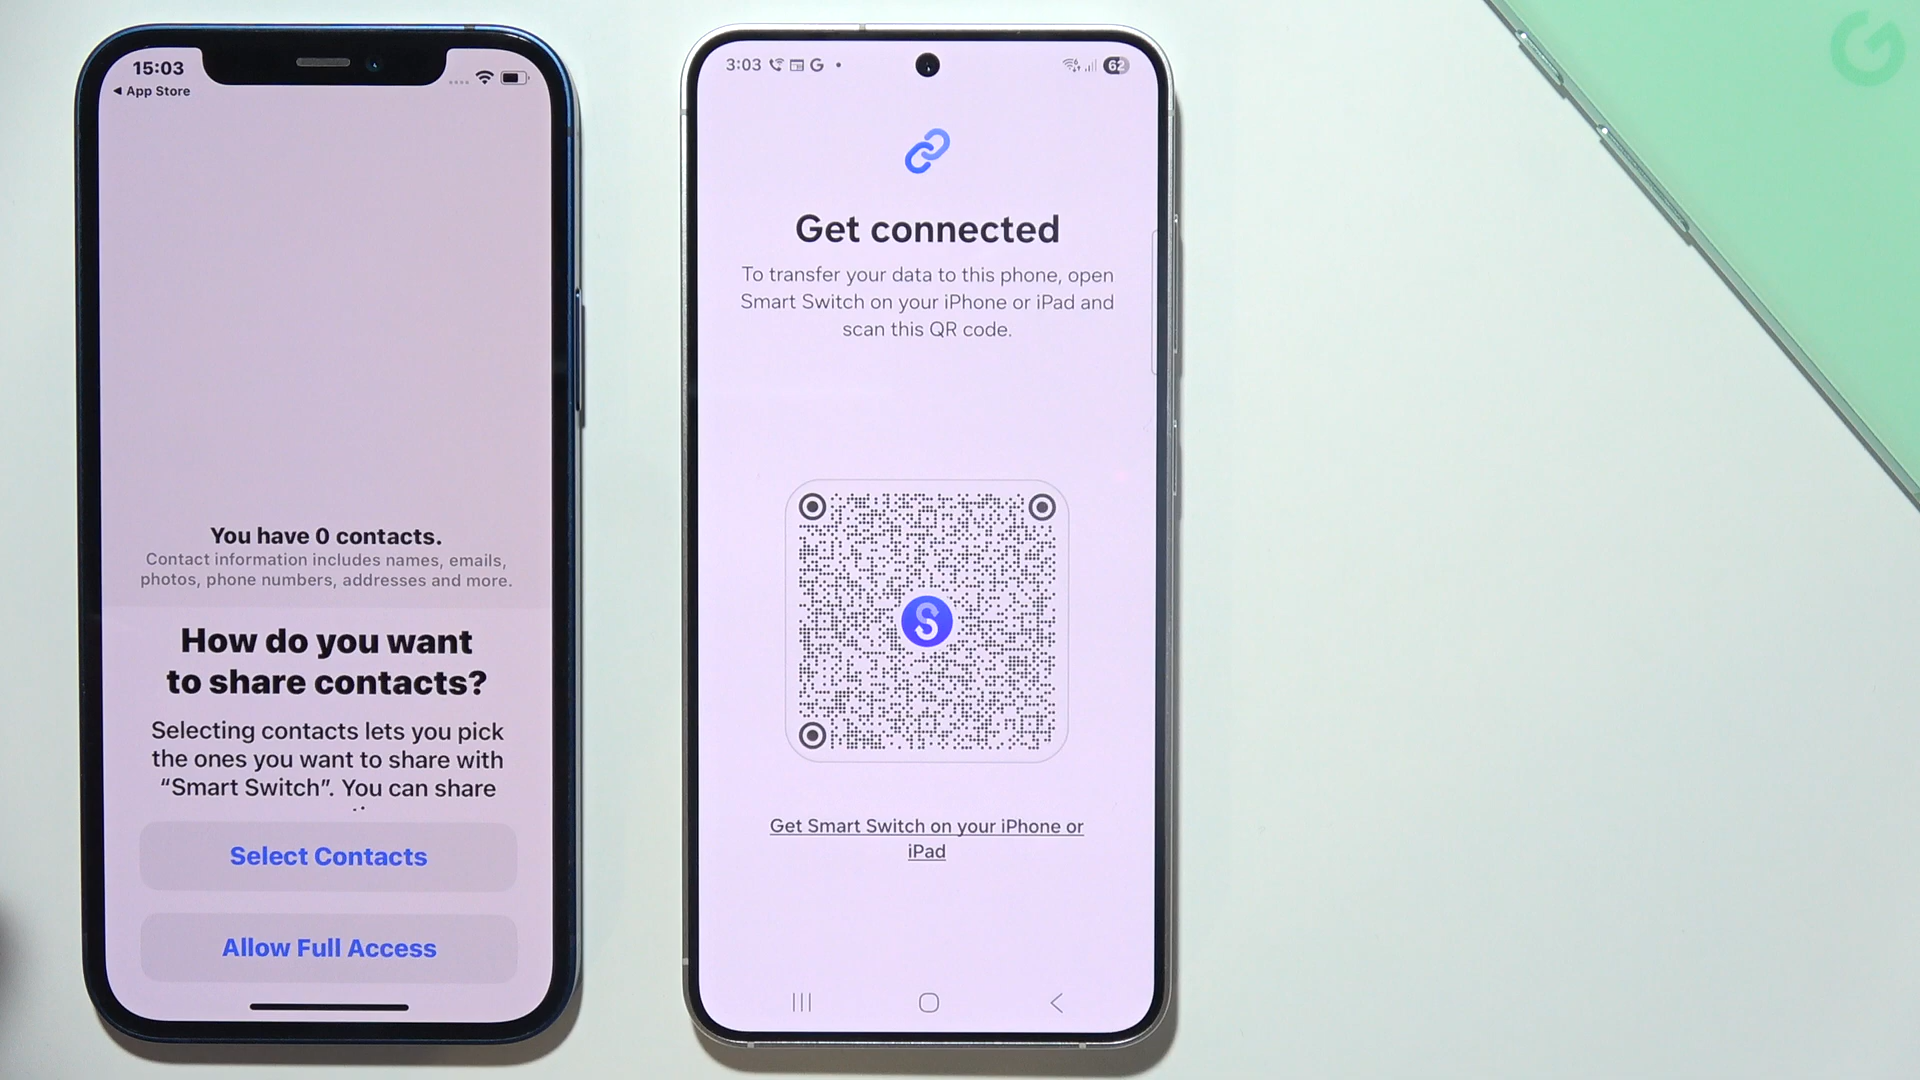 15:03
◀ App Store
You have 0 contacts.
Contact information includes names, emails,
photos, phone numbers, addresses and more.
How do you want
to share contacts?
Selecting contacts lets you pick
the ones you want to share with
“Smart Switch”. You can share
Select Contacts
Allow Full Access
3:03
G
62
Get connected
To transfer your data to this phone, open
Smart Switch on your iPhone or iPad and
scan this QR code.
S
Get Smart Switch on your iPhone or
iPad
G